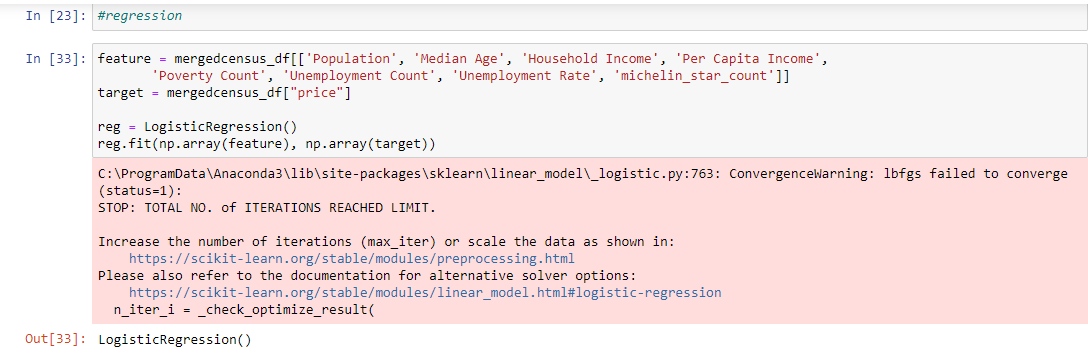 In [23]: #regression
In [33]: feature = mergedcensus_df[['Population', 'Median Age', 'Household Income', 'Per Capita Income',
'Poverty Count', 'Unemployment Count', 'Unemployment Rate', 'michelin_star_count']]
target = mergedcensus_df["price"]
reg = LogisticRegression()
reg.fit(np.array(feature), np.array(target))
C:\ProgramData\Anaconda3\lib\site-packages\sklearn\linear_model\_logistic.py:763: ConvergenceWarning: lbfgs failed to converge
(status=1):
STOP: TOTAL NO. of ITERATIONS REACHED LIMIT.
Increase the number of iterations (max_iter) or scale the data as shown in:
https://scikit-learn.org/stable/modules/preprocessing.html
Please also refer to the documentation for alternative solver options:
https://scikit-learn.org/stable/modules/linear_model.html#logistic-regression
n_iter_i = _check_optimize_result(
Out[33]: LogisticRegression()